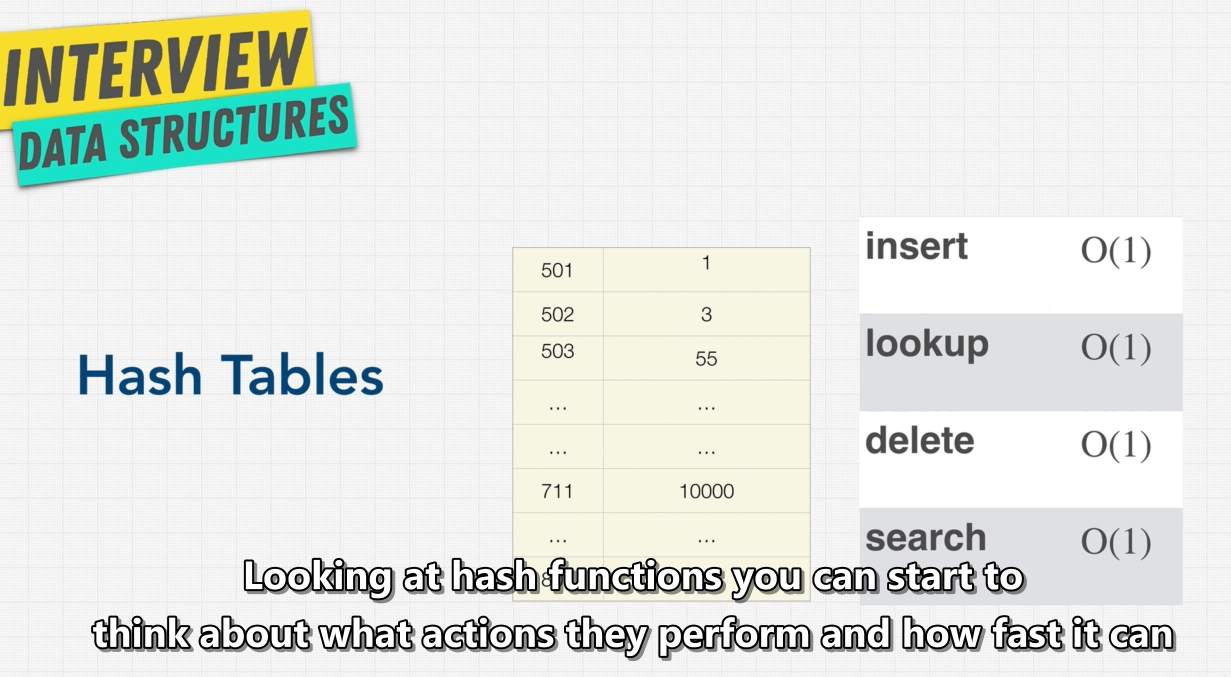 INTERVIEW
DATA STRUCTURES
Hash Tables
501 1
502 3
503 55
... ...
... ...
711 10000
... ...
insert O(1)
lookup O(1)
delete O(1)
search O(1)
Looking at hash functions you can start to
think about what actions they perform and how fast it can